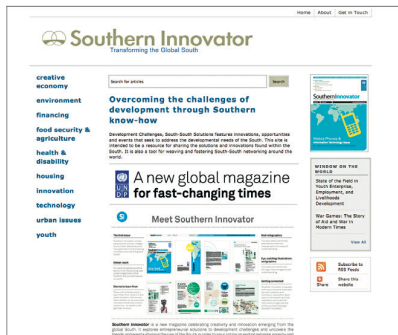 Home About Get in Touch
Southern Innovator
Transforming the Global South
creative
economy
environment
financing
food security &
agriculture
health &
disability
housing
innovation
technology
urban issues
youth
Search for articles
Search
Overcoming the challenges of
development through Southern
know-how
Development Challenges, South-South Solutions features innovations, opportunities
and events that seek to address the developmental needs of the South. This site is
intended to be a resource for sharing the solutions and innovations found within the
South. It is also a tool for weaving and fostering South-South networking around the
world.
UN
DP
A new global magazine
for fast-changing times
SI
Meet Southern Innovator
Southern Innovator is a new magazine celebrating creativity and innovation emerging from the
global South. It explores entrepreneurial solutions to development challenges and uncovers the
SouthernInnovator
WINDOW ON THE
WORLD
State of the Field in
Youth Enterprise,
Employment, and
Livelihoods
Development
War Games: The Story
of Aid and War in
Modern Times
View All
Subscribe to
RSS Feeds
Share
Share this
website